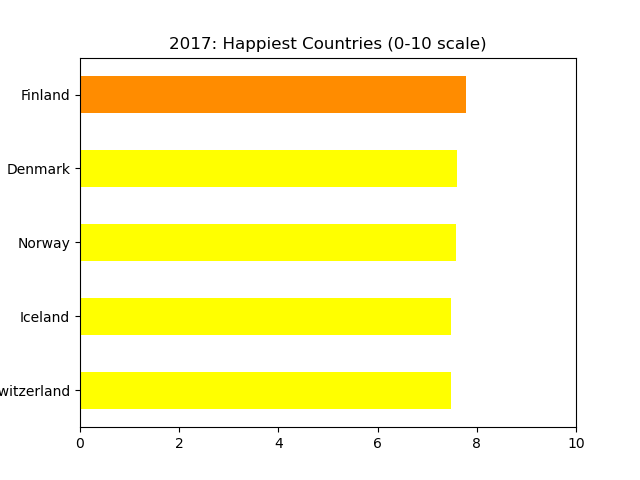 2017: Happiest Countries (0-10 scale)
Finland
Denmark
Norway
Iceland
witzerland
0 2 4 6 8 10